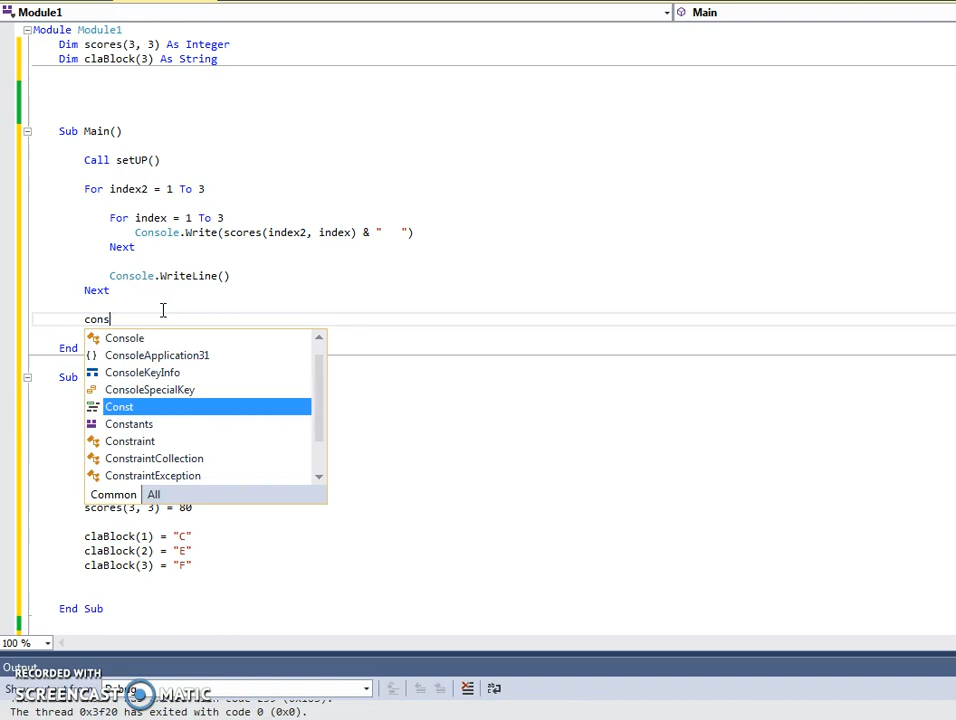 Module1
Main
Module Module1
Dim scores(3, 3) As Integer
Dim claBlock(3) As String
Sub Main()
Call setUP()
For index2 = 1 To 3
For index = 1 To 3
Console.Write(scores(index2, index) & "   ")
Next
Console.WriteLine()
Next
cons
Console
ConsoleApplication31
End
ConsoleKeyInfo
Sub
ConsoleSpecialKey
Const
Constants
Constraint
ConstraintCollection
ConstraintException
Common All
scores(3, 3) = 80
claBlock(1) = "C"
claBlock(2) = "E"
claBlock(3) = "F"
End Sub
100 %
Output
RECORDED WITH
SCREENCAST MATIC
Debug
The thread 0x3f20 has exited with code 0 (0x0).